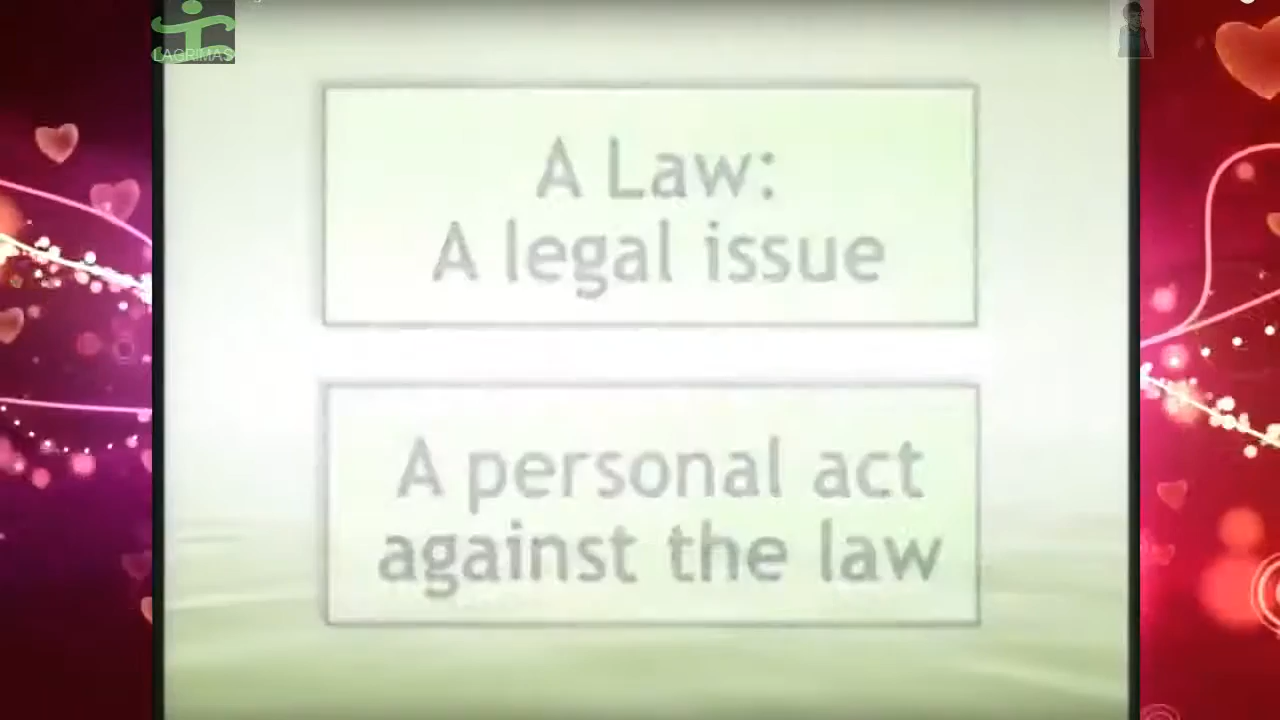 LAGRIMAS
A Law:
A legal issue
A personal act
against the law